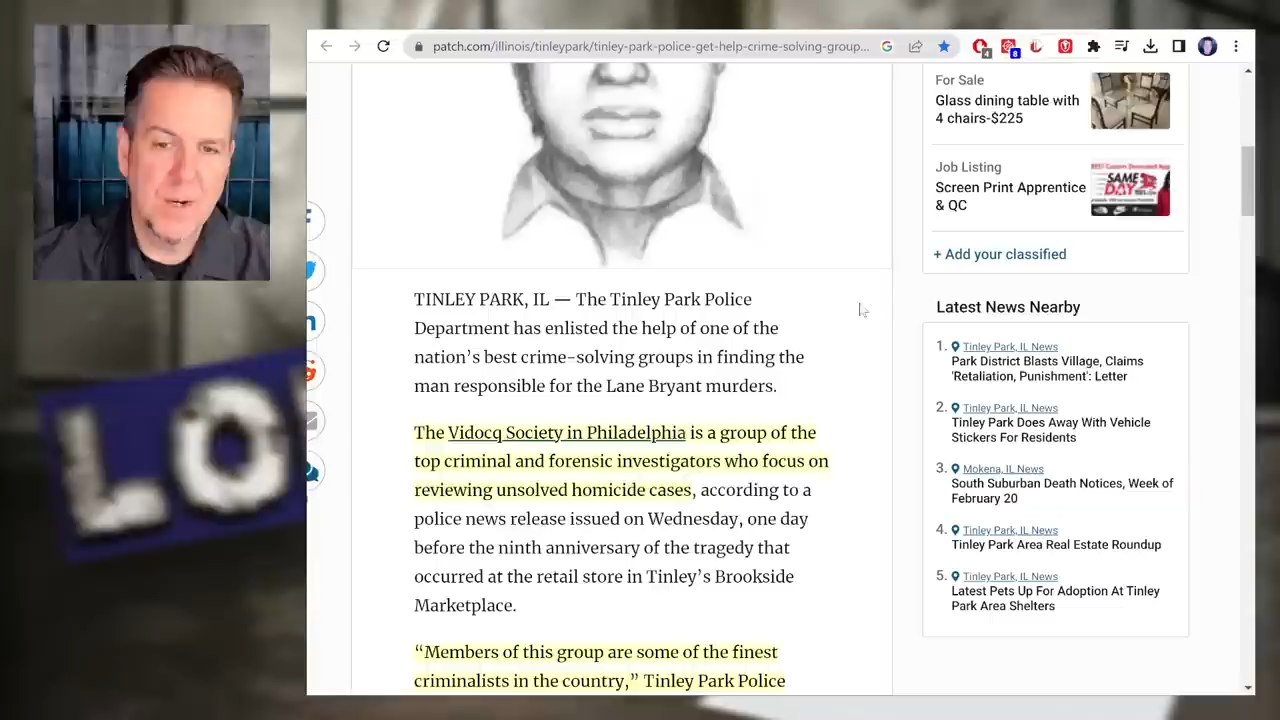 LO
patch.com/illinois/tinleypark/tinley-park-police-get-help-crime-solving-group...
4
8
TINLEY PARK, IL — The Tinley Park Police
Department has enlisted the help of one of the
nation’s best crime-solving groups in finding the
man responsible for the Lane Bryant murders.
The Vidocq Society in Philadelphia is a group of the
top criminal and forensic investigators who focus on
reviewing unsolved homicide cases, according to a
police news release issued on Wednesday, one day
before the ninth anniversary of the tragedy that
occurred at the retail store in Tinley’s Brookside
Marketplace.
“Members of this group are some of the finest
criminalists in the country,” Tinley Park Police
For Sale
Glass dining table with
4 chairs-$225
Job Listing
Screen Print Apprentice
& QC
SAME
DAY
+ Add your classified
Latest News Nearby
1. Tinley Park, IL News
Park District Blasts Village, Claims
'Retaliation, Punishment': Letter
2. Tinley Park, IL News
Tinley Park Does Away With Vehicle
Stickers For Residents
3. Mokena, IL News
South Suburban Death Notices, Week of
February 20
4. Tinley Park, IL News
Tinley Park Area Real Estate Roundup
5. Tinley Park, IL News
Latest Pets Up For Adoption At Tinley
Park Area Shelters